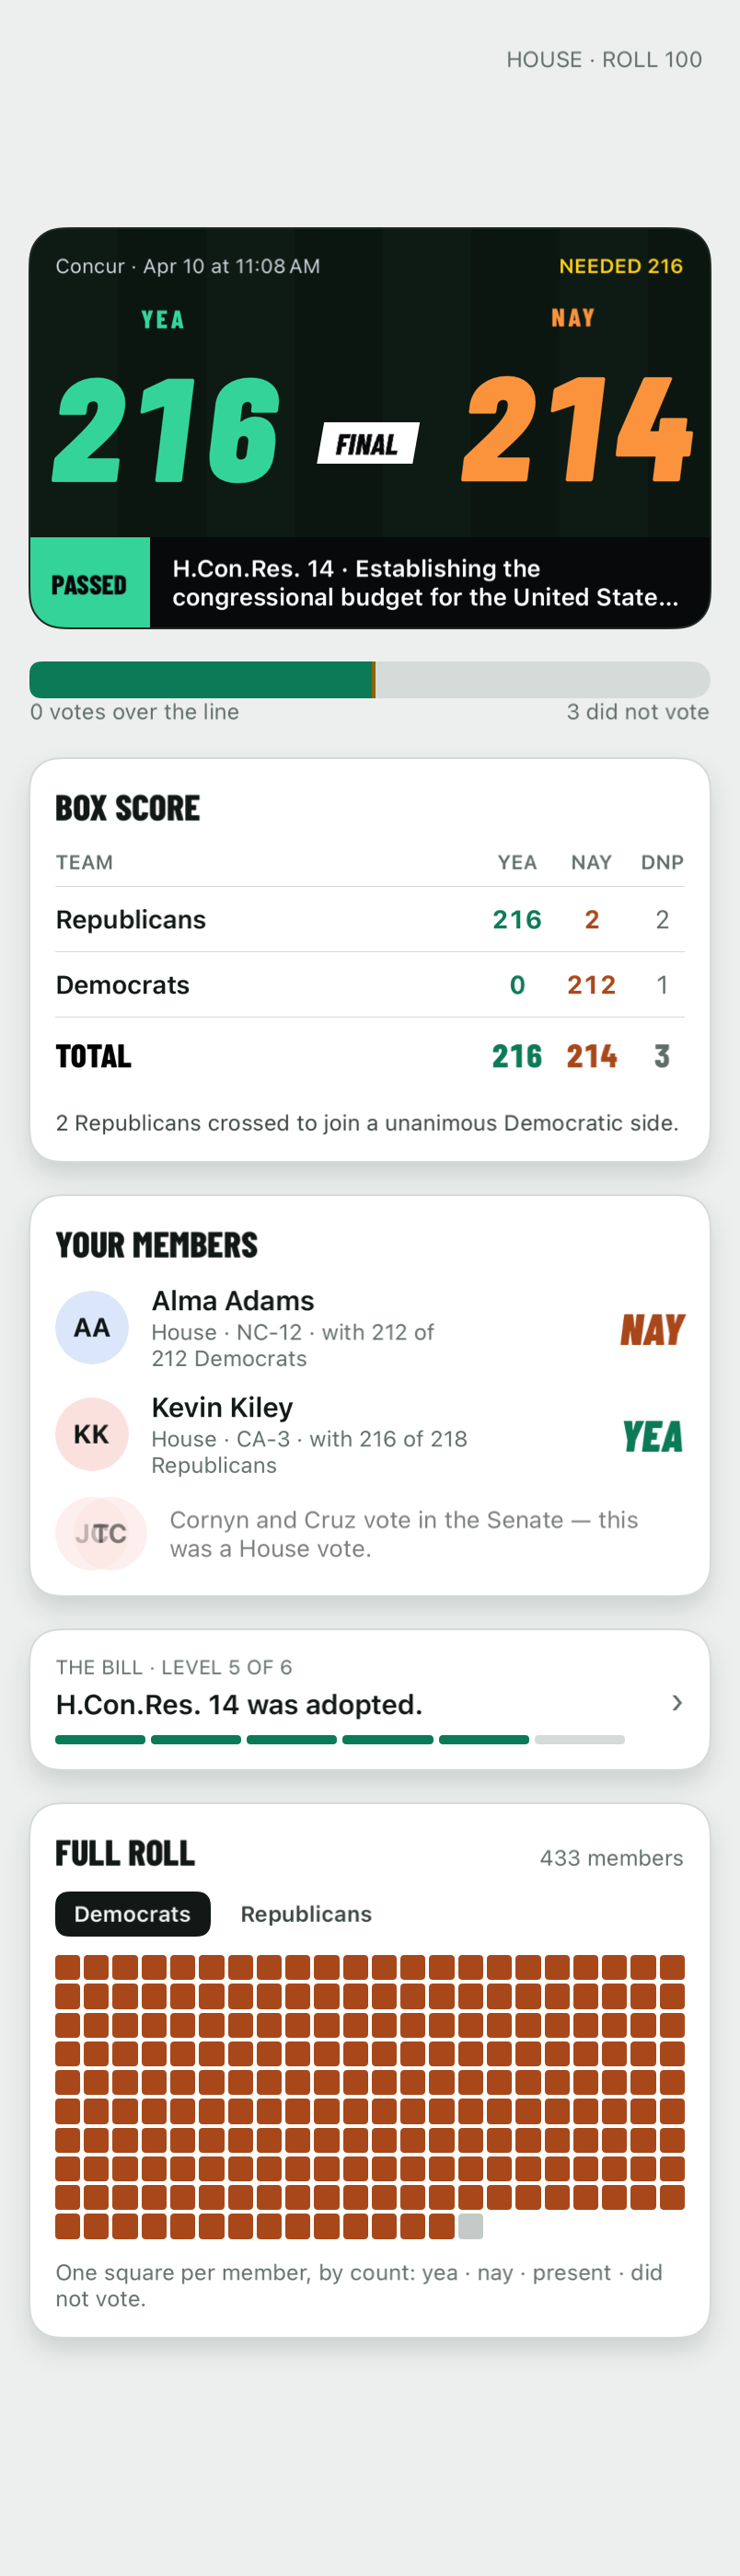 HOUSE · ROLL 100
Concur · Apr 10 at 11:08 AM
NEEDED 216
YEA
NAY
216
FINAL
214
PASSED
H.Con.Res. 14 · Establishing the
congressional budget for the United State…
0 votes over the line
3 did not vote
BOX SCORE
TEAM YEA NAY DNP
Republicans 216 2 2
Democrats 0 212 1
TOTAL 216 214 3
2 Republicans crossed to join a unanimous Democratic side.
YOUR MEMBERS
AA
Alma Adams
House · NC-12 · with 212 of
212 Democrats
NAY
KK
Kevin Kiley
House · CA-3 · with 216 of 218
Republicans
YEA
JC
TC
Cornyn and Cruz vote in the Senate — this
was a House vote.
THE BILL · LEVEL 5 OF 6
H.Con.Res. 14 was adopted.
FULL ROLL
433 members
Democrats
Republicans
One square per member, by count: yea · nay · present · did
not vote.